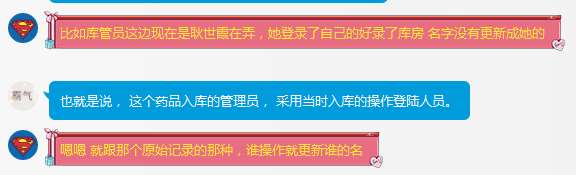 比如库管员这边现在是耿世霞在弄，她登录了自己的好录了库房 名字没有更新成她的
霸气
也就是说， 这个药品入库的管理员， 采用当时入库的操作登陆人员。
嗯嗯 就跟那个原始记录的那种，谁操作就更新谁的名